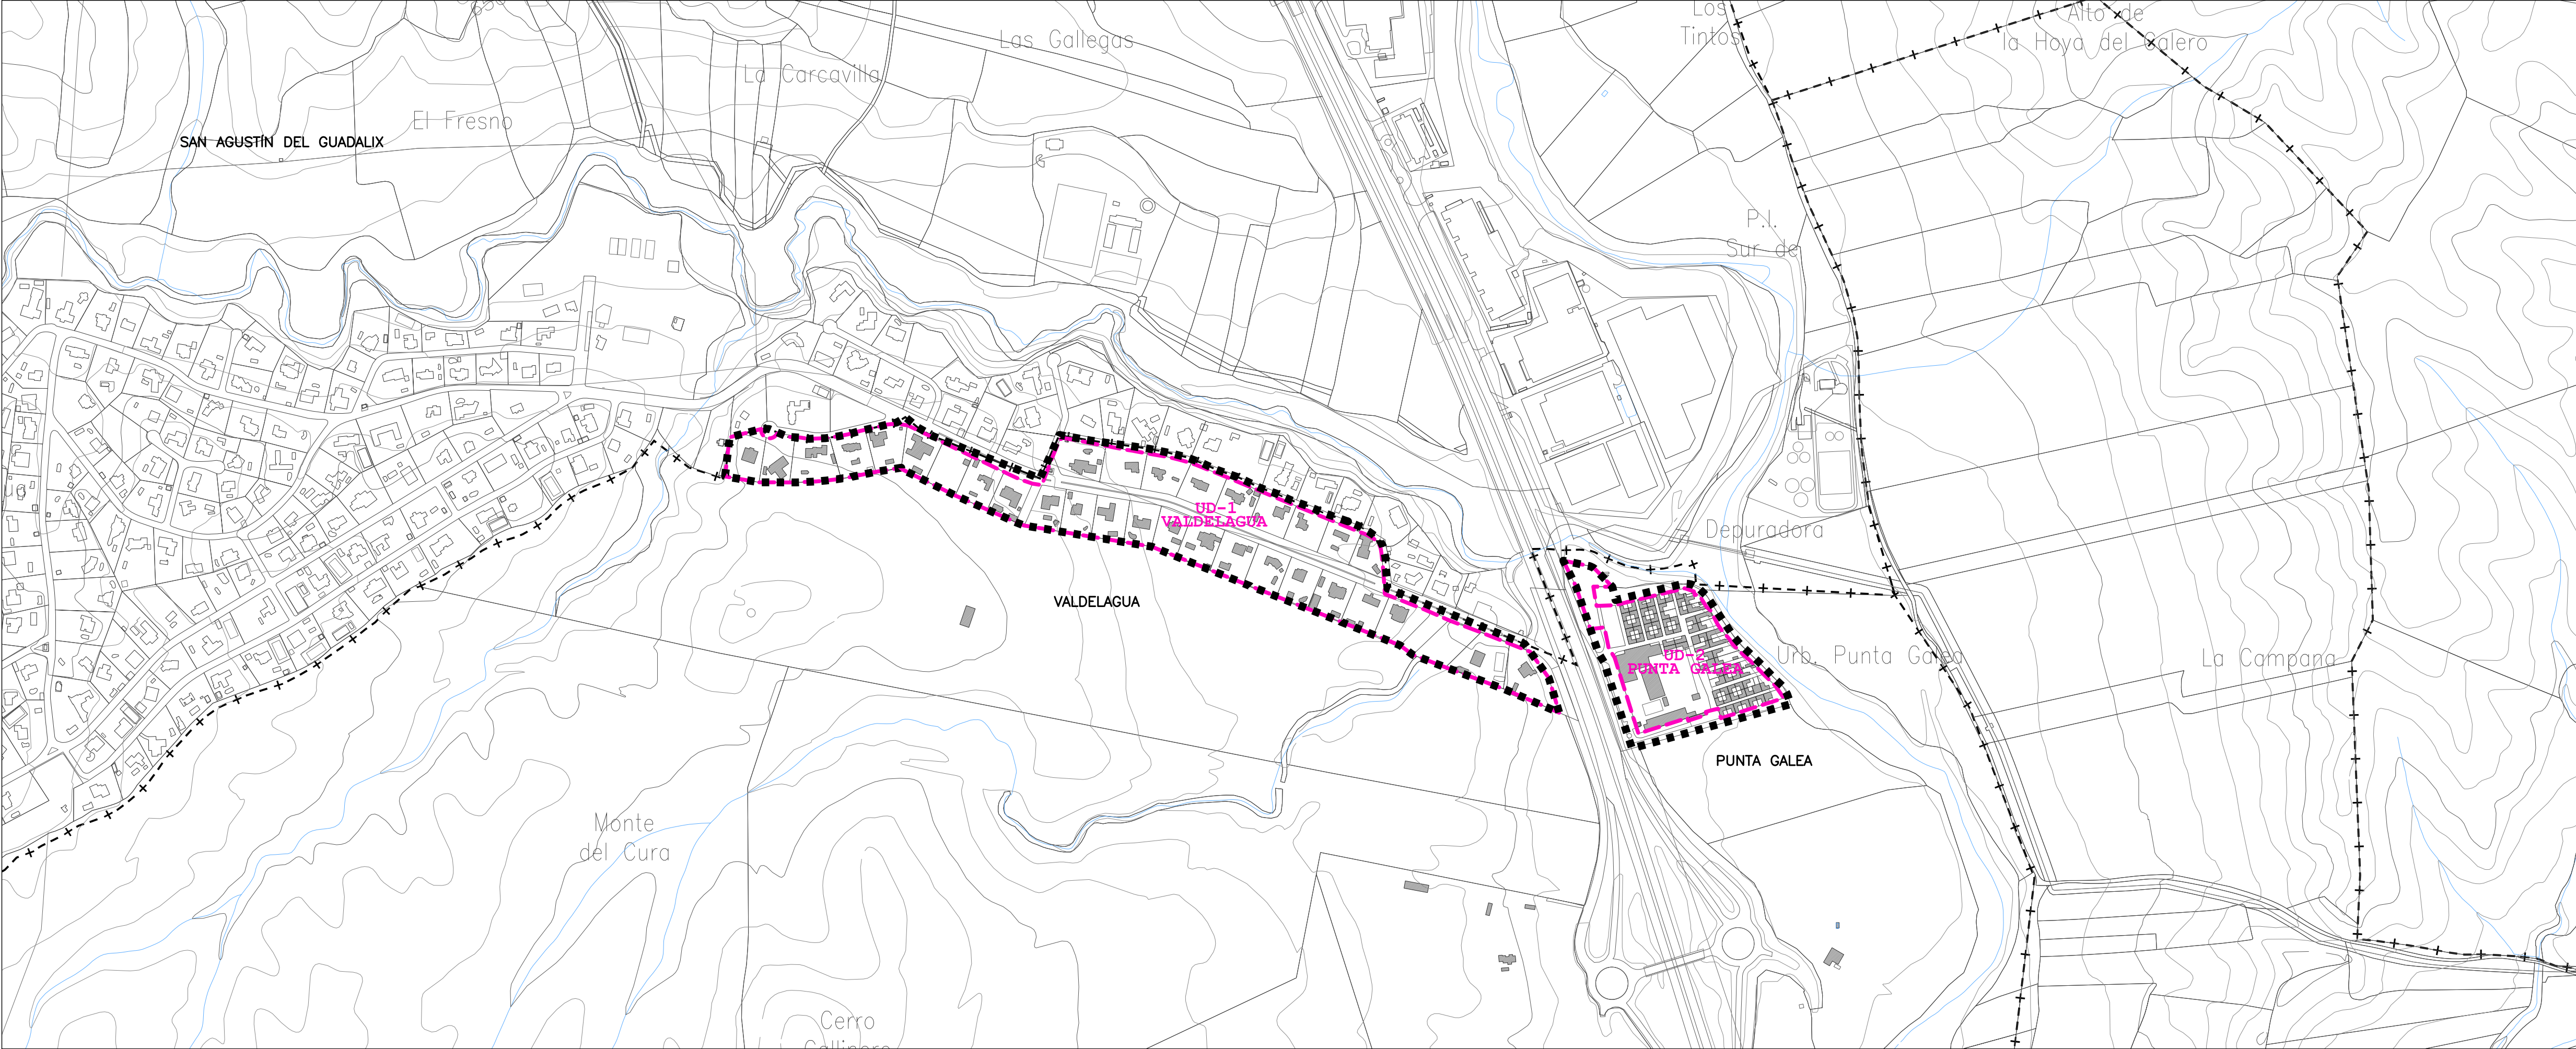 Las Gallegas
La Carcavilla
El Fresno
SAN AGUSTÍN DEL GUADALIX
Los
Tintos
Alto de
la Hoya del Galero
P.I.
Sur de
Depuradora
UD-1
VALDELAGUA
VALDELAGUA
UD-2
PUNTA GALEA
Urb. Punta Galea
La Campana
PUNTA GALEA
Monte
del Cura
Cerro